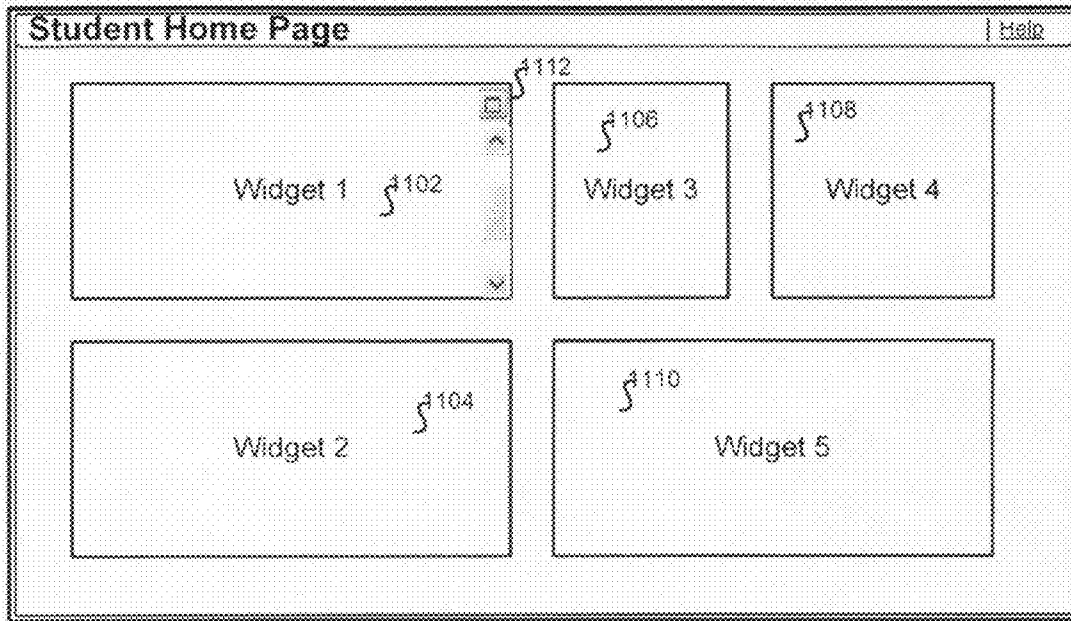 Student Home Page | Help
1112
1106
1108
Widget 1 1102
Widget 3
Widget 4
1104
1110
Widget 2
Widget 5